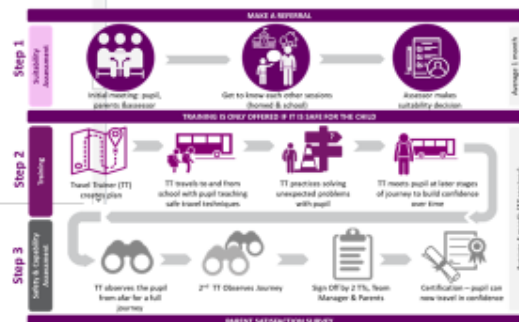 MAKE A REFERRAL
Step 1
Suitability
Assessment
Initial meeting: pupil,
parents &assessor
Get to know each other sessions
(homed & school)
Assessor makes
suitability decision
Average 1 month
TRAINING IS ONLY OFFERED IF IT IS SAFE FOR THE CHILD
Step 2
Training
Travel Trainer (TT)
creates plan
TT travels to and from
school with pupil teaching
safe travel techniques
TT practices solving
unexpected problems
with pupil
TT meets pupil at later stages
of journey to build confidence
over time
Step 3
Safety & Capability
Assessment
TT observes the pupil
from afar for a full
journey
2nd TT Observes Journey
Sign Off by 2 TTs, Team
Manager & Parents
Certification – pupil can
now travel in confidence
PARENT SATISFACTION SURVEY